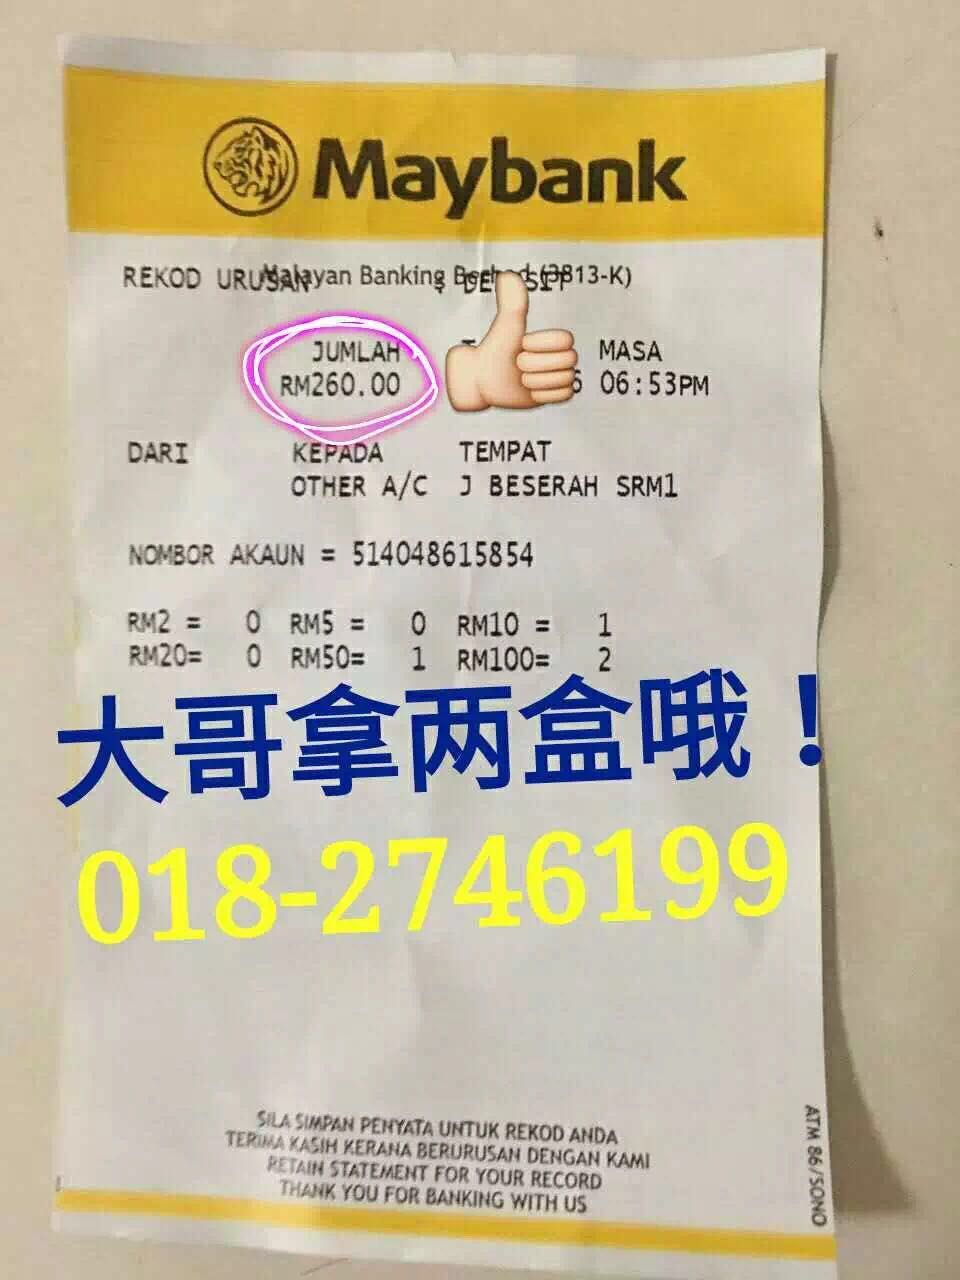 Maybank
Malayan Banking Berhad (3813-K)
REKOD URUSAN : DEPOSIT
JUMLAH MASA
RM260.00 6 06:53PM
DARI KEPADA TEMPAT
OTHER A/C J BESERAH SRM1
NOMBOR AKAUN = 514048615854
RM2 = 0 RM5 = 0 RM10 = 1
RM20= 0 RM50= 1 RM100= 2
大哥拿两盒哦！
018-2746199
SILA SIMPAN PENYATA UNTUK REKOD ANDA
TERIMA KASIH KERANA BERURUSAN DENGAN KAMI
RETAIN STATEMENT FOR YOUR RECORD
THANK YOU FOR BANKING WITH US
ATM 86/SONO